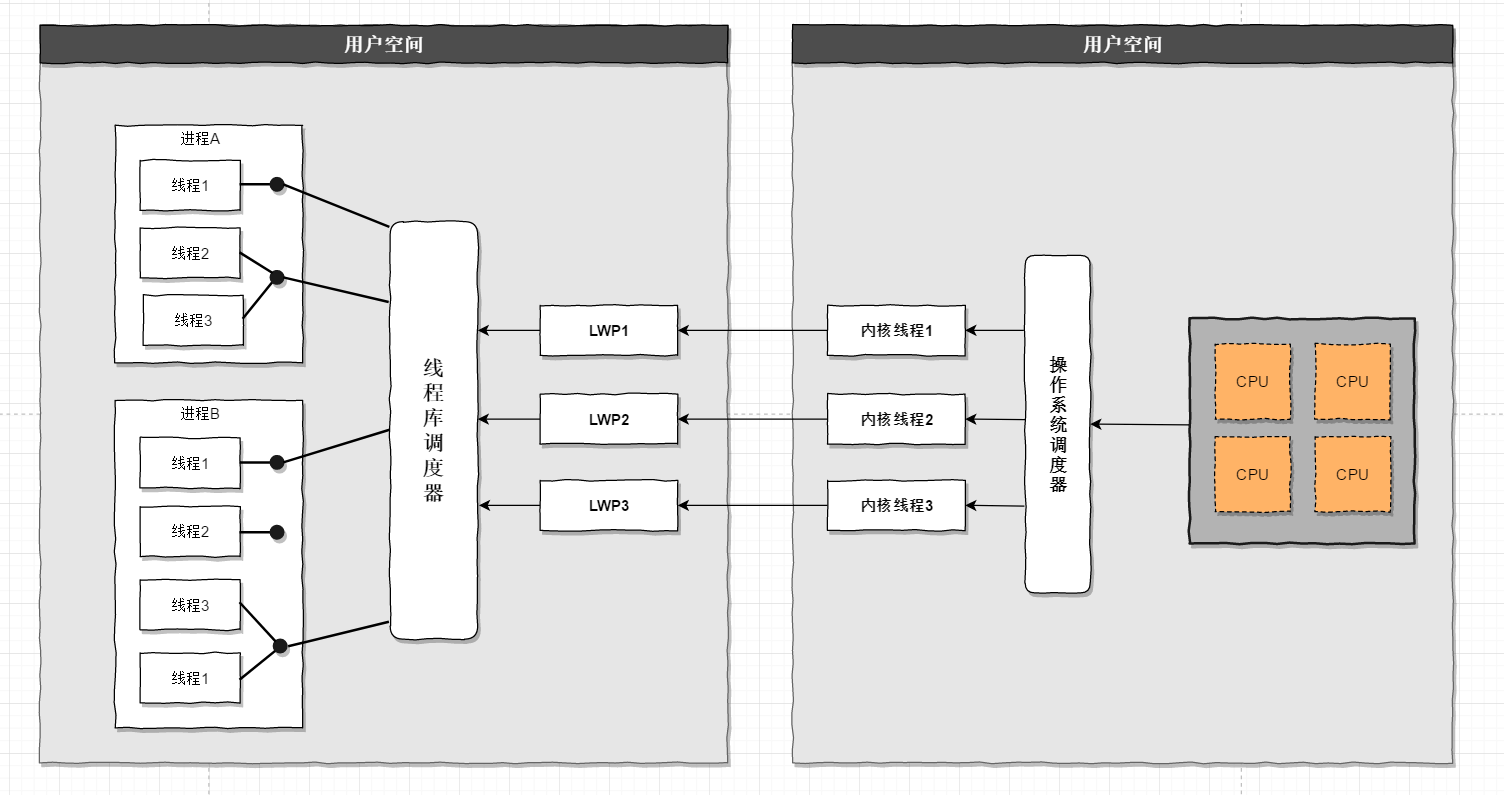 用户空间
进程A
线程1
线程2
线程3
进程B
线程1
线程2
线程3
线程1
线程库调度器
LWP1
LWP2
LWP3
用户空间
内核线程1
内核线程2
内核线程3
操作系统调度器
CPU
CPU
CPU
CPU